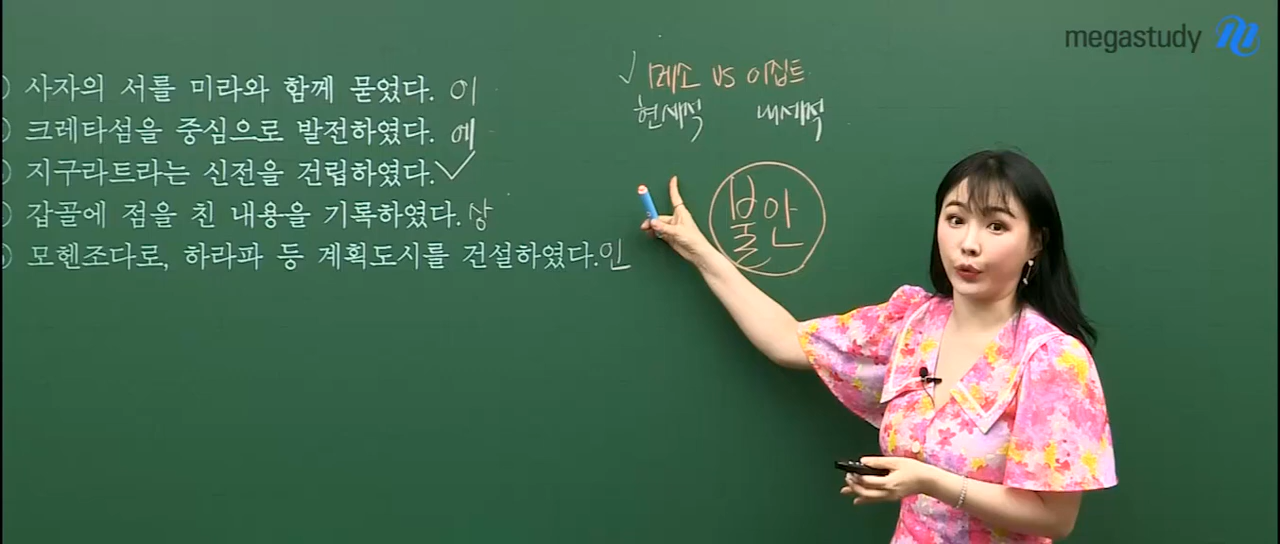 megastudy
사자의 서를 미라와 함께 묻었다. 이
크레타섬을 중심으로 발전하였다. 에
지구라트라는 신전을 건립하였다.
갑골에 점을 친 내용을 기록하였다. 상
모헨조다로, 하라파 등 계획도시를 건설하였다. 인
메소 VS 이집트
현세적 내세적
불안